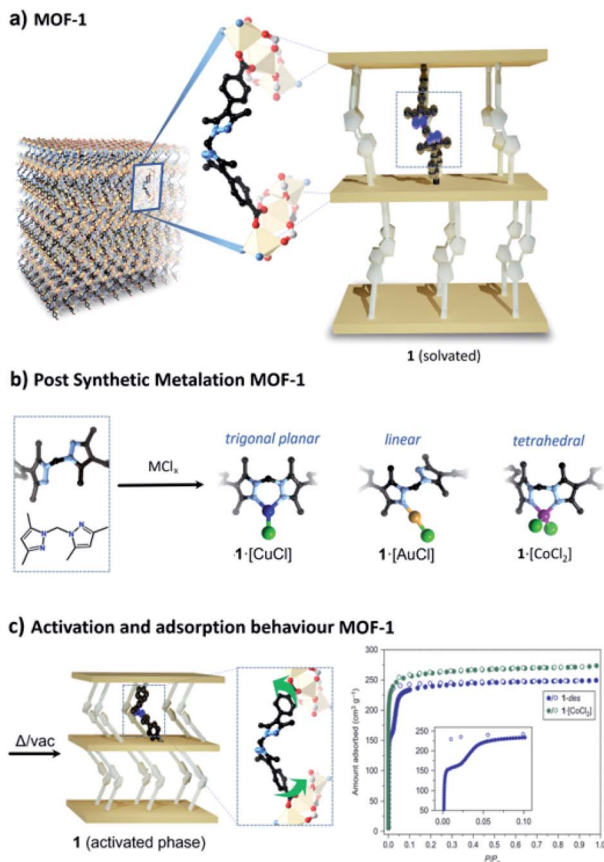 a) MOF-1
1 (solvated)
b) Post Synthetic Metalation MOF-1
MClₓ
trigonal planar
linear
tetrahedral
N
N
N
N
1·[CuCl]
1·[AuCl]
1·[CoCl₂]
c) Activation and adsorption behaviour MOF-1
Δ/vac
1 (activated phase)
Amount adsorbed (cm³ g⁻¹)
300
250
200
150
100
50
0
1-des
1·[CoCl₂]
250
200
150
100
50
0.00 0.05 0.10
0.0 0.1 0.2 0.3 0.4 0.5 0.6 0.7 0.8 0.9 1.0